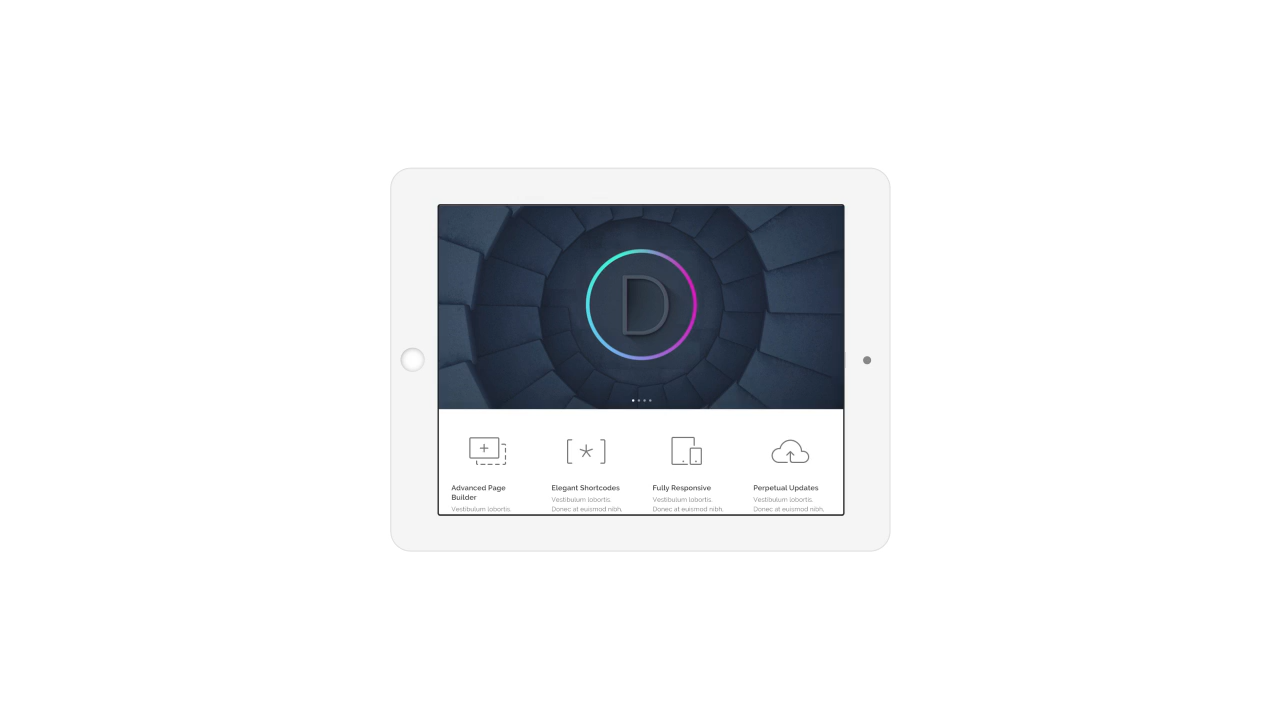 D
Advanced Page
Builder
Vestibulum lobortis.
Elegant Shortcodes
Vestibulum lobortis.
Donec at euismod nibh,
Fully Responsive
Vestibulum lobortis.
Donec at euismod nibh,
Perpetual Updates
Vestibulum lobortis.
Donec at euismod nibh,